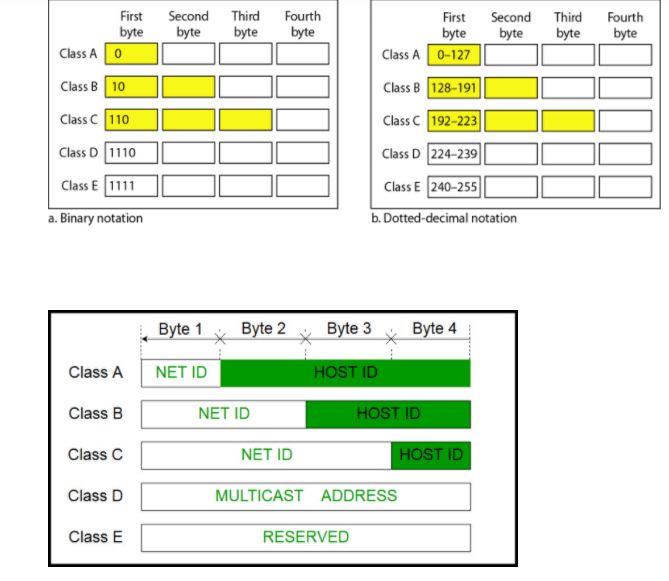 First Second Third Fourth
byte byte byte byte
Class A 0
Class B 10
Class C 110
Class D 1110
Class E 1111
a. Binary notation
First Second Third Fourth
byte byte byte byte
Class A 0–127
Class B 128–191
Class C 192–223
Class D 224–239
Class E 240–255
b. Dotted-decimal notation
Byte 1 Byte 2 Byte 3 Byte 4
Class A NET ID HOST ID
Class B NET ID HOST ID
Class C NET ID HOST ID
Class D MULTICAST ADDRESS
Class E RESERVED